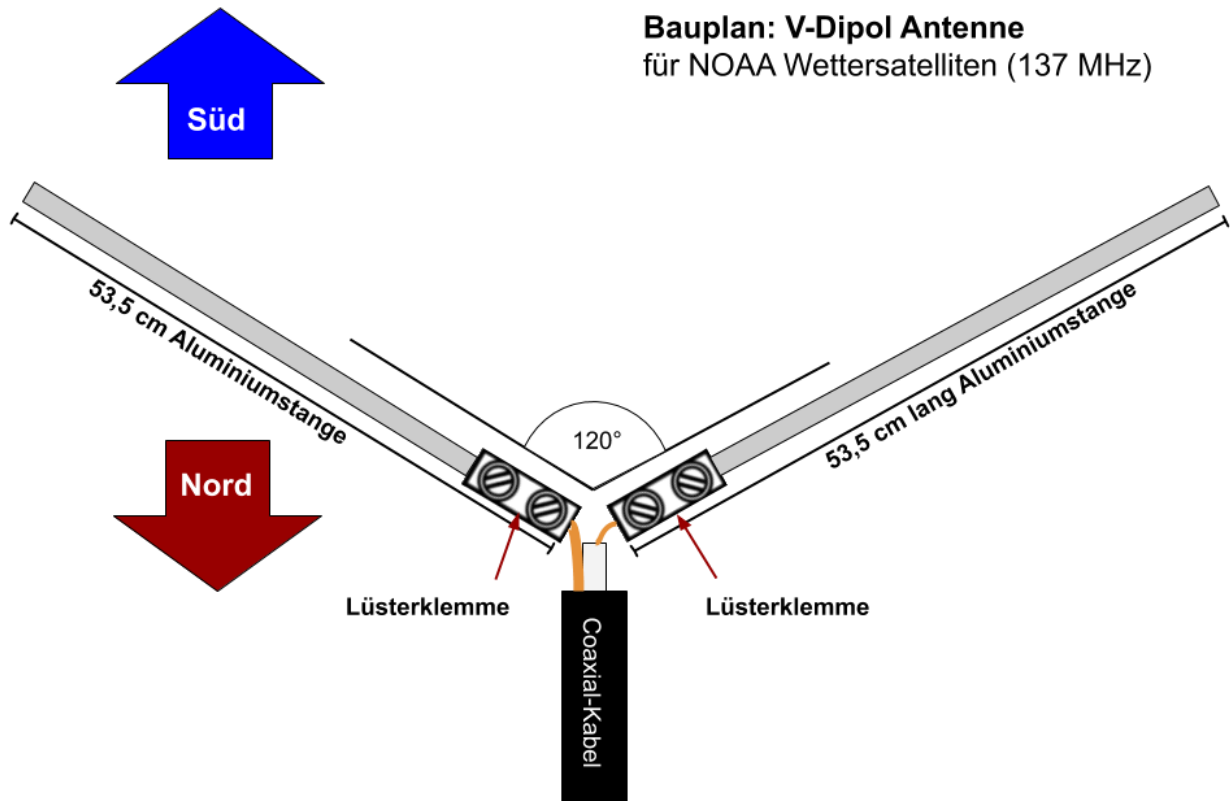 Bauplan: V-Dipol Antenne
für NOAA Wettersatelliten (137 MHz)
Süd
53,5 cm Aluminiumstange
53,5 cm lang Aluminiumstange
120°
Nord
Lüsterklemme
Lüsterklemme
Coaxial-Kabel